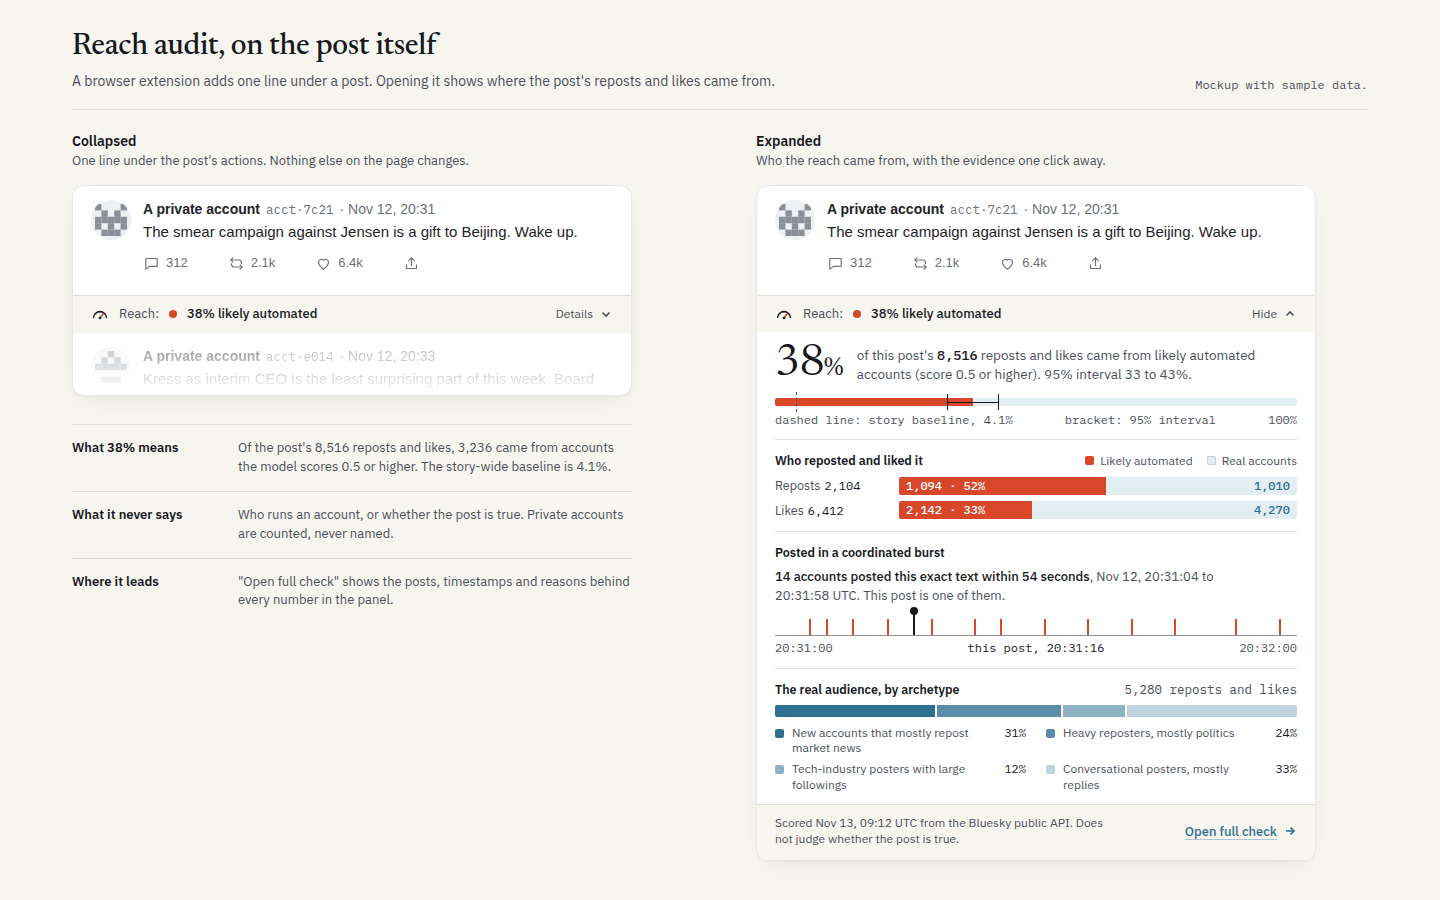 Reach audit, on the post itself
A browser extension adds one line under a post. Opening it shows where the post's reposts and likes came from.
Mockup with sample data.
Collapsed
One line under the post's actions. Nothing else on the page changes.
A private account acct·7c21 · Nov 12, 20:31
The smear campaign against Jensen is a gift to Beijing. Wake up.
312 2.1k 6.4k
Reach: 38% likely automated Details
A private account acct·e014 · Nov 12, 20:33
Kress as interim CEO is the least surprising part of this week. Board
What 38% means
Of the post's 8,516 reposts and likes, 3,236 came from accounts
the model scores 0.5 or higher. The story-wide baseline is 4.1%.
What it never says
Who runs an account, or whether the post is true. Private accounts
are counted, never named.
Where it leads
"Open full check" shows the posts, timestamps and reasons behind
every number in the panel.
Expanded
Who the reach came from, with the evidence one click away.
A private account acct·7c21 · Nov 12, 20:31
The smear campaign against Jensen is a gift to Beijing. Wake up.
312 2.1k 6.4k
Reach: 38% likely automated Hide
38%
of this post's 8,516 reposts and likes came from likely automated
accounts (score 0.5 or higher). 95% interval 33 to 43%.
dashed line: story baseline, 4.1% bracket: 95% interval 100%
Who reposted and liked it Likely automated Real accounts
Reposts 2,104 1,094 · 52% 1,010
Likes 6,412 2,142 · 33% 4,270
Posted in a coordinated burst
14 accounts posted this exact text within 54 seconds, Nov 12, 20:31:04 to
20:31:58 UTC. This post is one of them.
20:31:00 this post, 20:31:16 20:32:00
The real audience, by archetype 5,280 reposts and likes
New accounts that mostly repost
market news
31%
Heavy reposters, mostly politics 24%
Tech-industry posters with large
followings
12%
Conversational posters, mostly
replies
33%
Scored Nov 13, 09:12 UTC from the Bluesky public API. Does
not judge whether the post is true.
Open full check